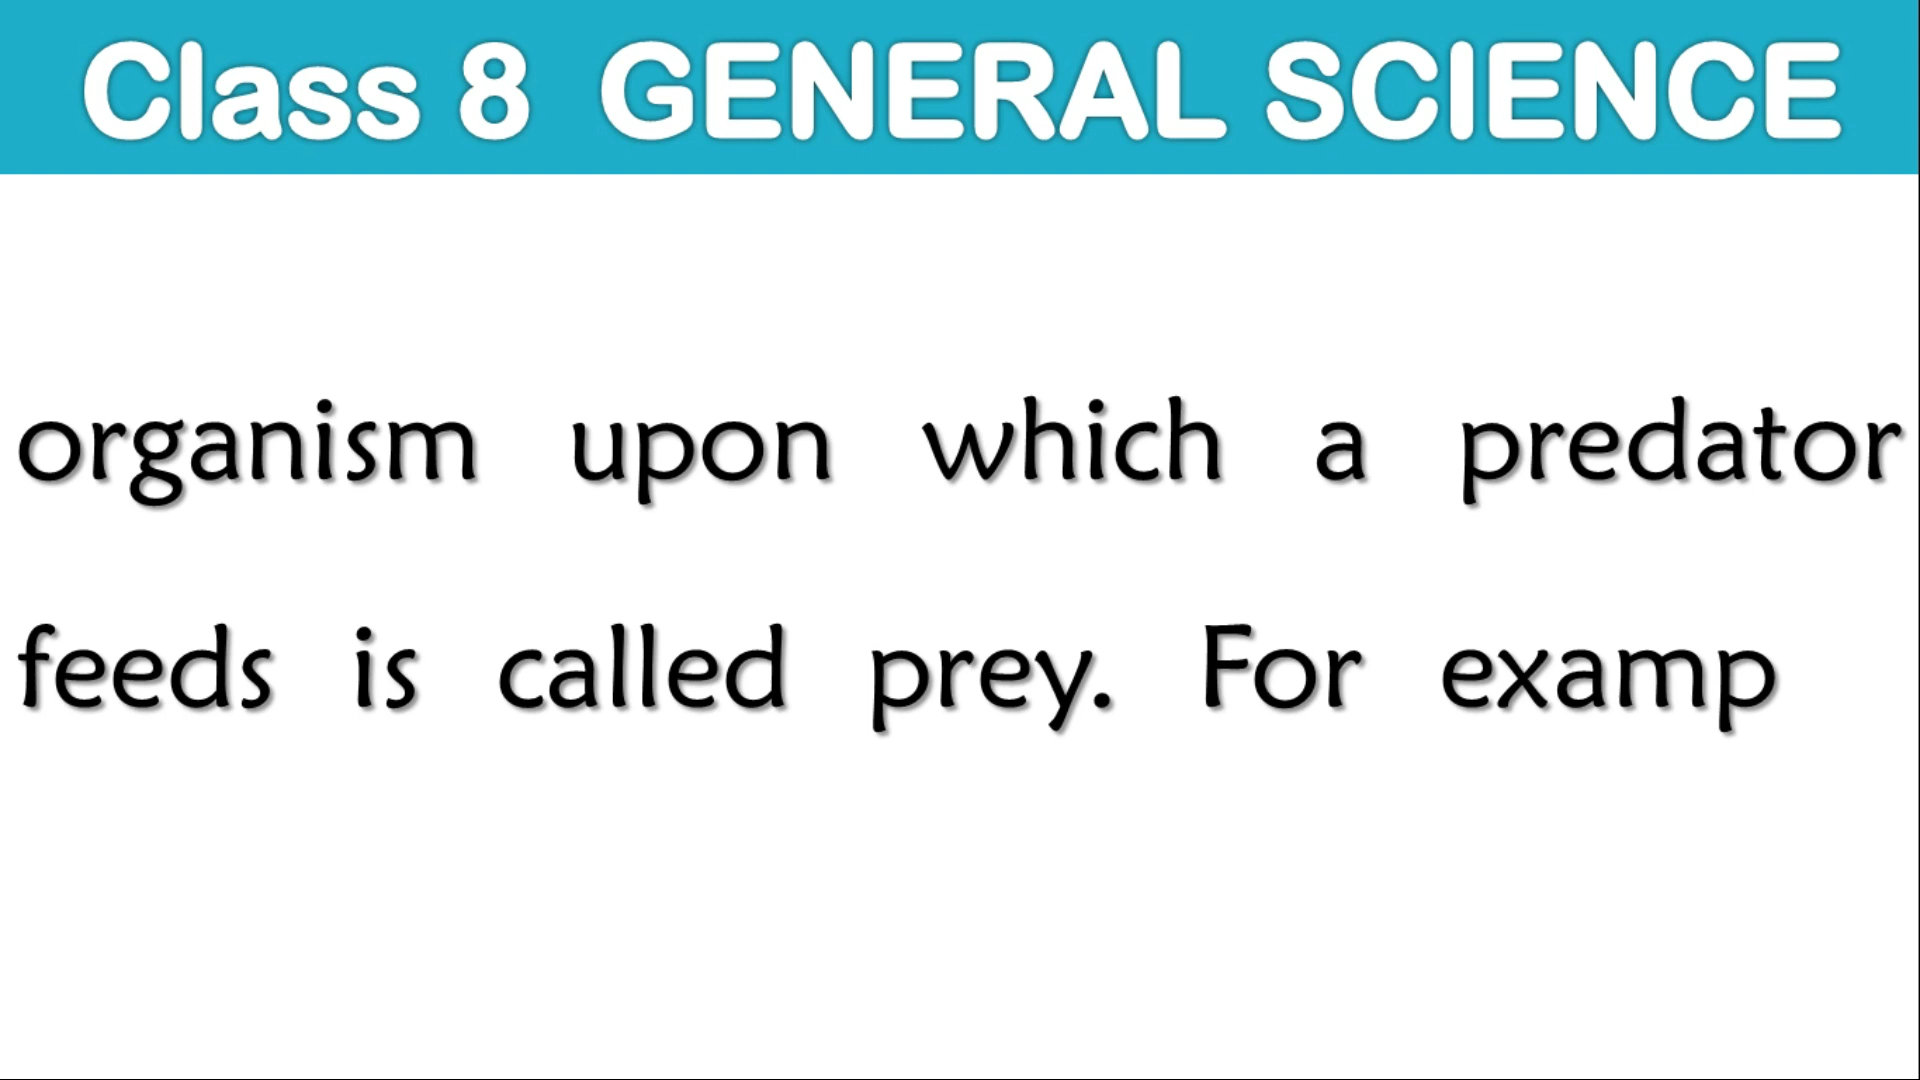 Class 8 GENERAL SCIENCE
organism upon which a predator
feeds is called prey. For examp